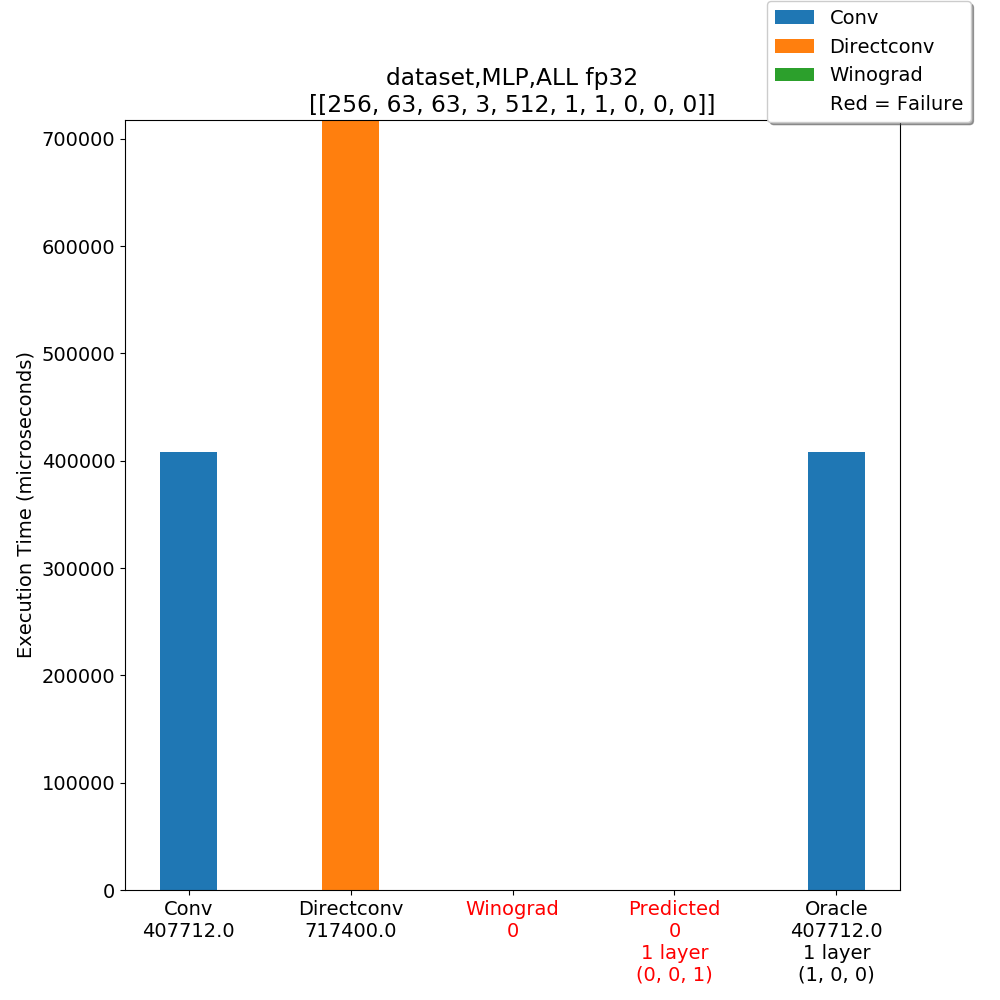 Conv
Directconv
Winograd
Red = Failure
dataset,MLP,ALL fp32
[[256, 63, 63, 3, 512, 1, 1, 0, 0, 0]]
Execution Time (microseconds)
700000
600000
500000
400000
300000
200000
100000
0
Conv
407712.0
Directconv
717400.0
Winograd
0
Predicted
0
1 layer
(0, 0, 1)
Oracle
407712.0
1 layer
(1, 0, 0)